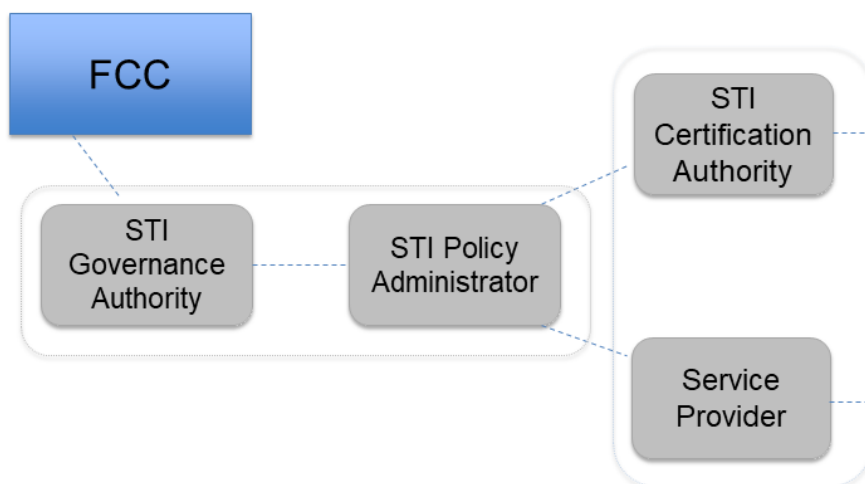 FCC
STI
Governance
Authority
STI Policy
Administrator
STI
Certification
Authority
Service
Provider